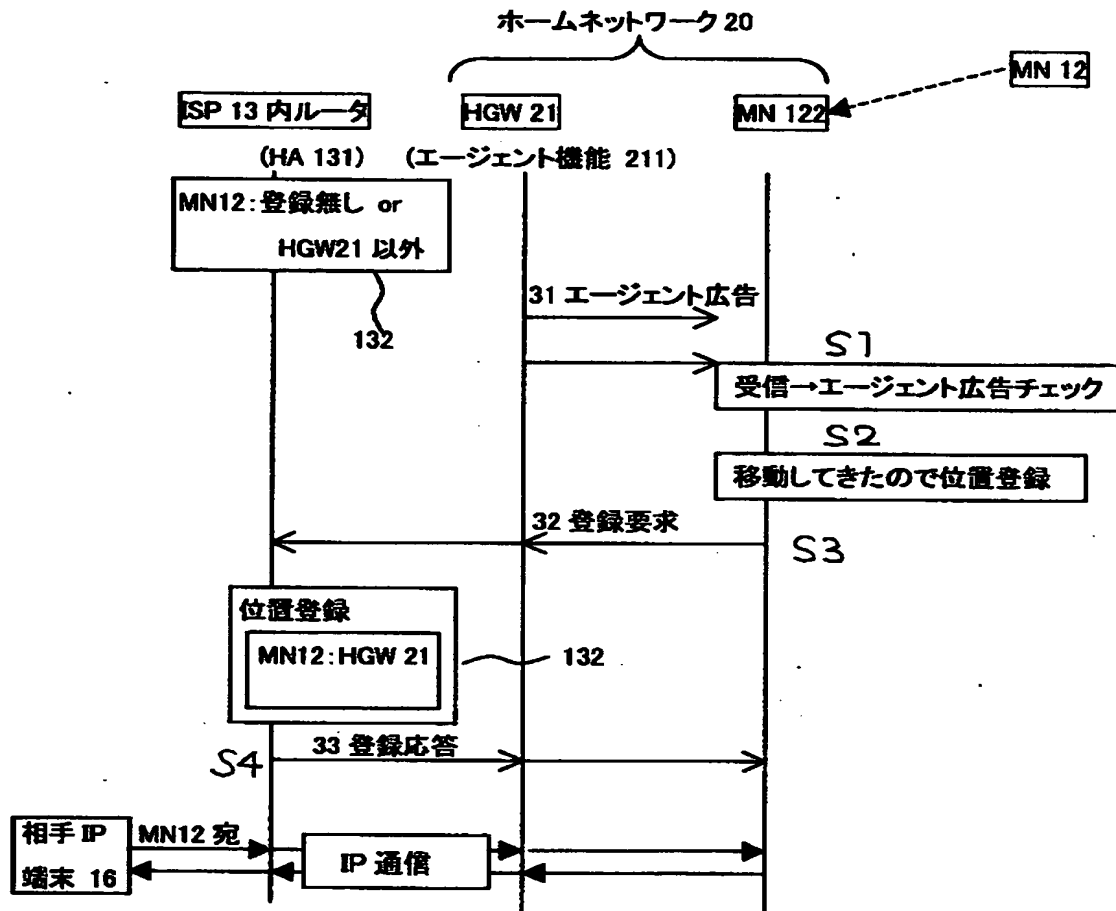 ホームネットワーク 20
MN 12
ISP 13 内ルータ
HGW 21
MN 122
(HA 131)
(エージェント機能 211)
MN12:登録無し or
HGW21 以外
132
31 エージェント広告
S1
受信→エージェント広告チェック
S2
移動してきたので位置登録
32 登録要求
S3
位置登録
MN12:HGW 21
132
33 登録応答
S4
相手 IP
端末 16
MN12 宛
IP 通信